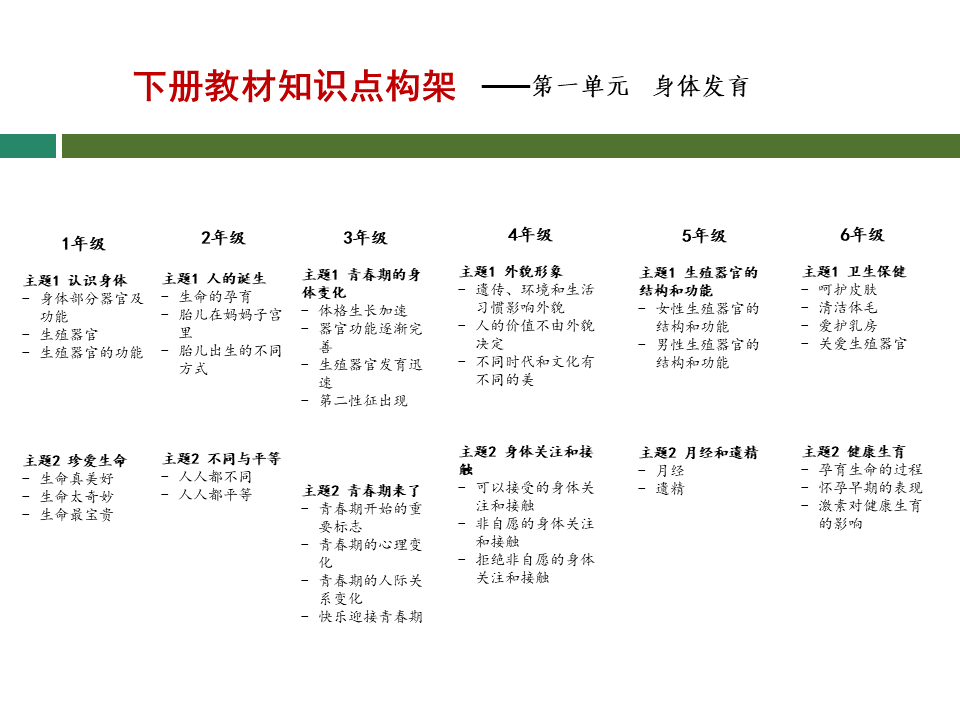 下册教材知识点构架 ——第一单元 身体发育
1年级
主题1 认识身体
- 身体部分器官及
功能
- 生殖器官
- 生殖器官的功能
主题2 珍爱生命
- 生命真美好
- 生命太奇妙
- 生命最宝贵
2年级
主题1 人的诞生
- 生命的孕育
- 胎儿在妈妈子宫
里
- 胎儿出生的不同
方式
主题2 不同与平等
- 人人都不同
- 人人都平等
3年级
主题1 青春期的身
体变化
- 体格生长加速
- 器官功能逐渐完
善
- 生殖器官发育迅
速
- 第二性征出现
主题2 青春期来了
- 青春期开始的重
要标志
- 青春期的心理变
化
- 青春期的人际关
系变化
- 快乐迎接青春期
4年级
主题1 外貌形象
- 遗传、环境和生活
习惯影响外貌
- 人的价值不由外貌
决定
- 不同时代和文化有
不同的美
主题2 身体关注和接
触
- 可以接受的身体关
注和接触
- 非自愿的身体关注
和接触
- 拒绝非自愿的身体
关注和接触
5年级
主题1 生殖器官的
结构和功能
- 女性生殖器官的
结构和功能
- 男性生殖器官的
结构和功能
主题2 月经和遗精
- 月经
- 遗精
6年级
主题1 卫生保健
- 呵护皮肤
- 清洁体毛
- 爱护乳房
- 关爱生殖器官
主题2 健康生育
- 孕育生命的过程
- 怀孕早期的表现
- 激素对健康生育
的影响